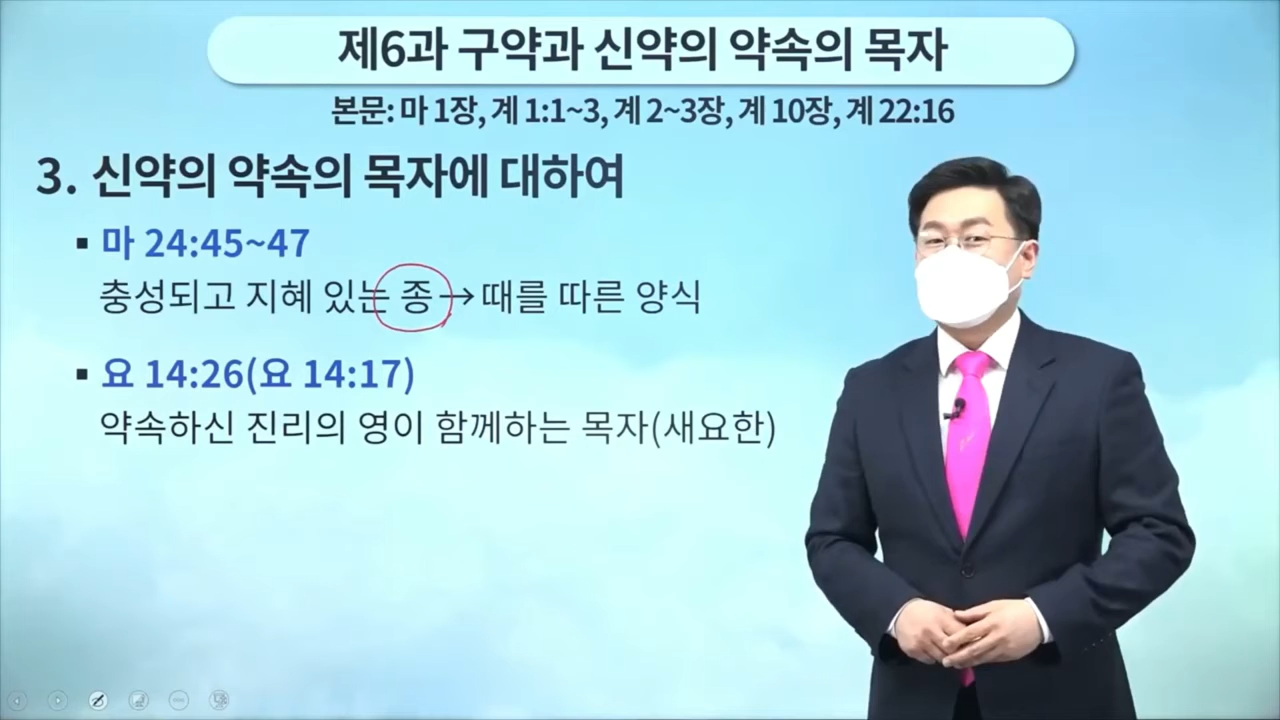 제6과 구약과 신약의 약속의 목자
본문: 마 1장, 계 1:1~3, 계 2~3장, 계 10장, 계 22:16
3. 신약의 약속의 목자에 대하여
▪ 마 24:45~47
충성되고 지혜 있는 종→때를 따른 양식
▪ 요 14:26(요 14:17)
약속하신 진리의 영이 함께하는 목자(새요한)